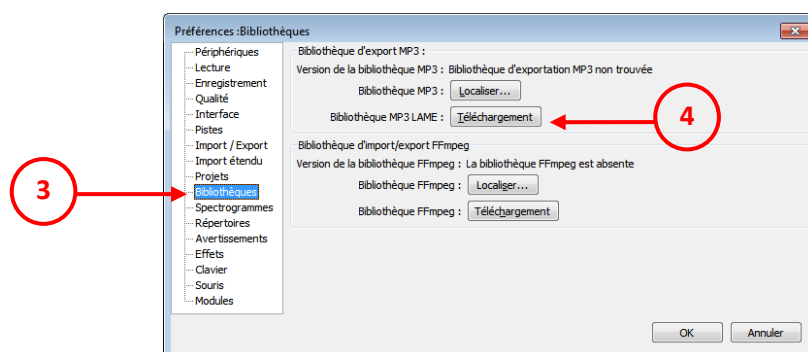 Préférences :Bibliothèques
Périphériques
Lecture
Enregistrement
Qualité
Interface
Pistes
Import / Export
Import étendu
Projets
Bibliothèques
Spectrogrammes
Répertoires
Avertissements
Effets
Clavier
Souris
Modules
Bibliothèque d'export MP3 :
Version de la bibliothèque MP3 : Bibliothèque d'exportation MP3 non trouvée
Bibliothèque MP3 : Localiser...
Bibliothèque MP3 LAME : Téléchargement
Bibliothèque d'import/export FFmpeg
Version de la bibliothèque FFmpeg : La bibliothèque FFmpeg est absente
Bibliothèque FFmpeg : Localiser...
Bibliothèque FFmpeg : Téléchargement
OK Annuler
3
4